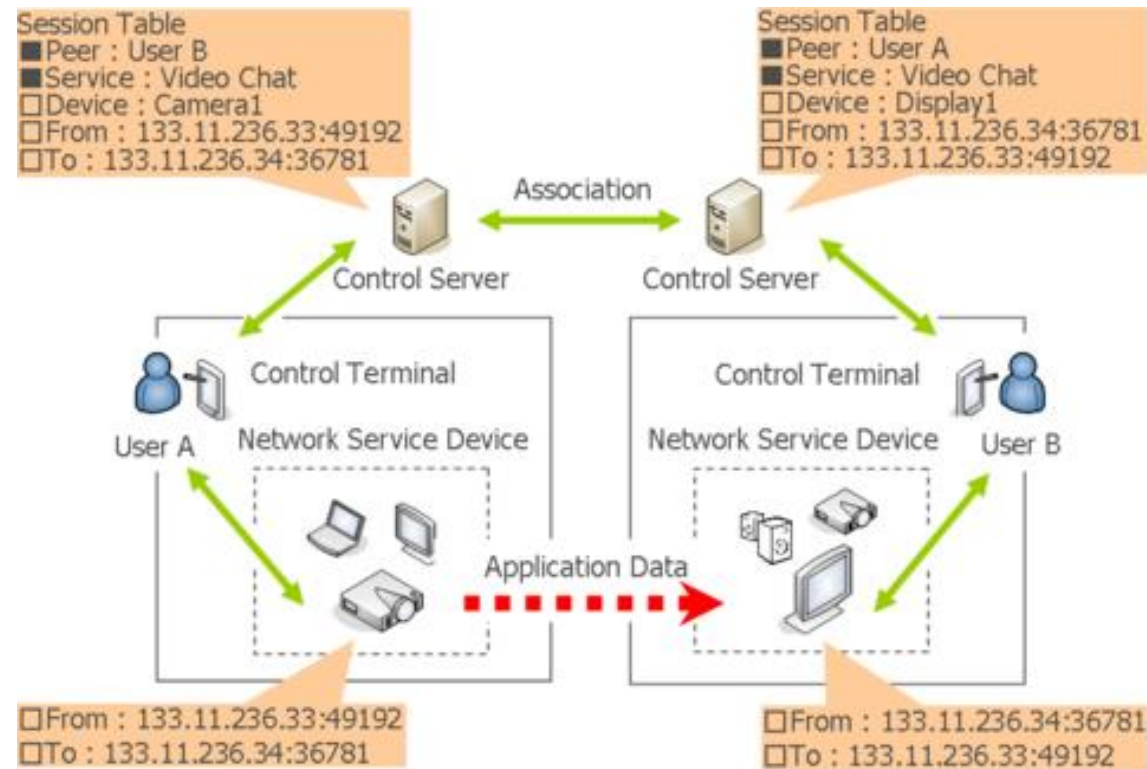 Session Table
■Peer : User B
■Service : Video Chat
□Device : Camera1
□From : 133.11.236.33:49192
□To : 133.11.236.34:36781
Session Table
■Peer : User A
■Service : Video Chat
□Device : Display1
□From : 133.11.236.34:36781
□To : 133.11.236.33:49192
Association
Control Server
Control Server
Control Terminal
User A
Network Service Device
Control Terminal
Network Service Device
User B
Application Data
□From : 133.11.236.33:49192
□To : 133.11.236.34:36781
□From : 133.11.236.34:36781
□To : 133.11.236.33:49192